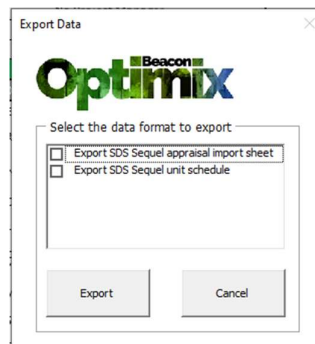 Export Data
Beacon
Optimix
Select the data format to export
Export SDS Sequel appraisal import sheet
Export SDS Sequel unit schedule
Export
Cancel